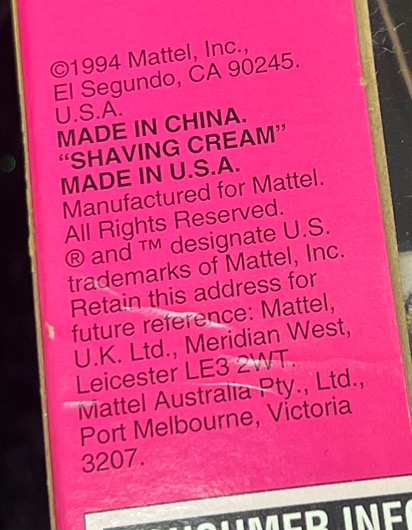 ©1994 Mattel, Inc.,
El Segundo, CA 90245.
U.S.A.
MADE IN CHINA.
“SHAVING CREAM”
MADE IN U.S.A.
Manufactured for Mattel.
All Rights Reserved.
® and ™ designate U.S.
trademarks of Mattel, Inc.
Retain this address for
future reference: Mattel,
U.K. Ltd., Meridian West,
Leicester LE3 2WT.
Mattel Australia Pty., Ltd.,
Port Melbourne, Victoria
3207.